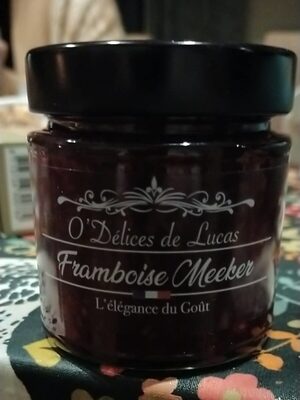 O'Délices de Lucas
Framboise Meeker
L'élégance du Goût